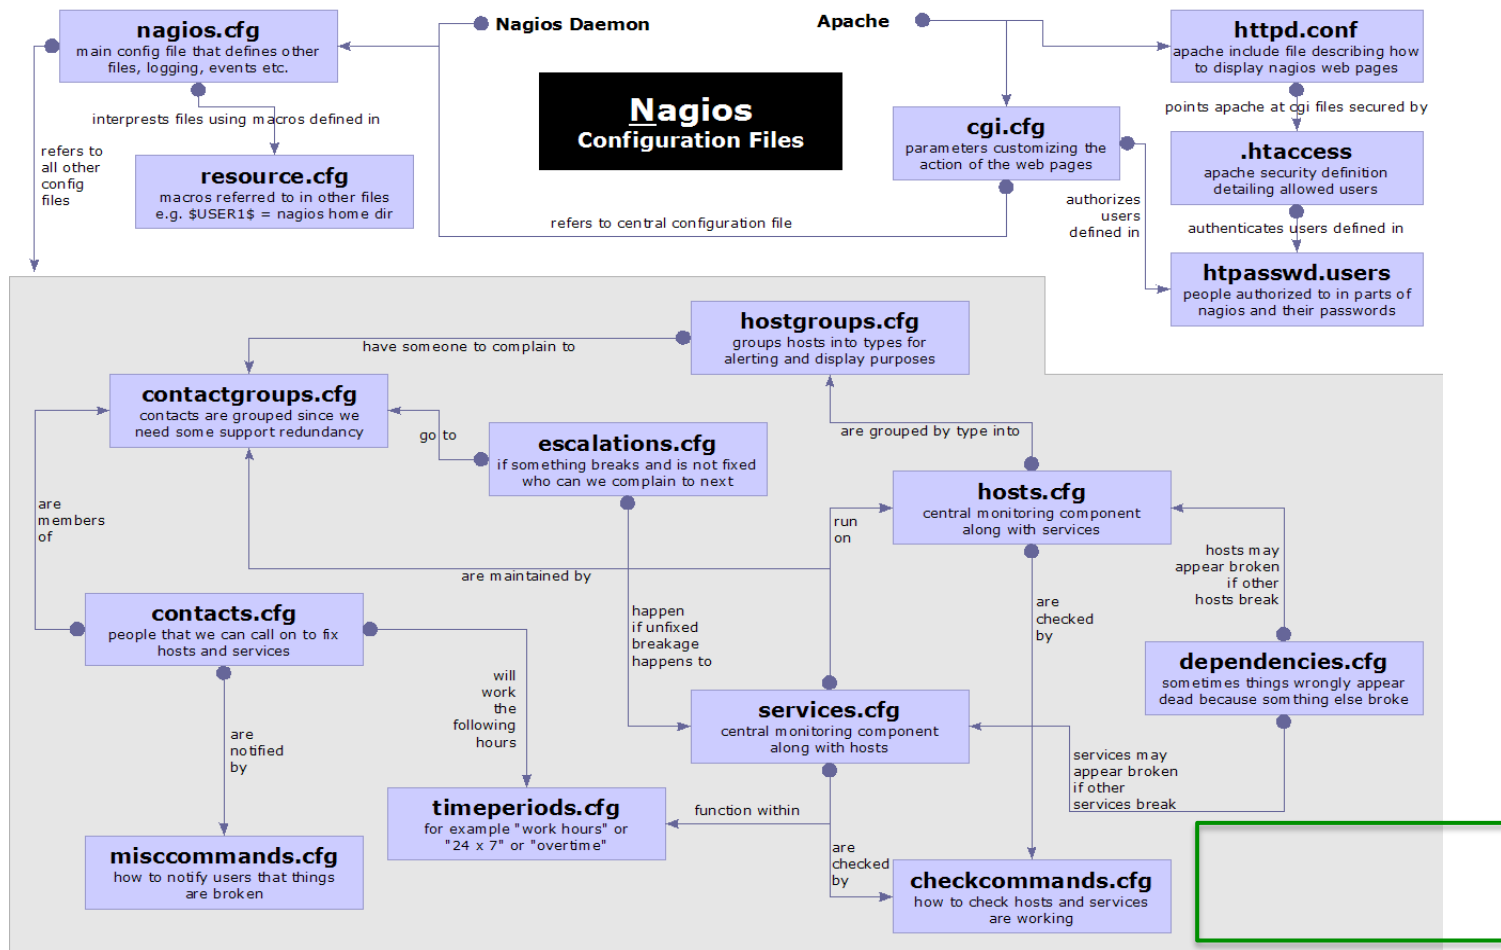 nagios.cfg
main config file that defines other
files, logging, events etc.
Nagios Daemon
Apache
httpd.conf
apache include file describing how
to display nagios web pages
Nagios
Configuration Files
interprests files using macros defined in
points apache at cgi files secured by
cgi.cfg
parameters customizing the
action of the web pages
refers to
all other
config
files
resource.cfg
macros referred to in other files
e.g. $USER1$ = nagios home dir
.htaccess
apache security definition
detailing allowed users
refers to central configuration file
authorizes
users
defined in
authenticates users defined in
htpasswd.users
people authorized to in parts of
nagios and their passwords
hostgroups.cfg
groups hosts into types for
alerting and display purposes
have someone to complain to
contactgroups.cfg
contacts are grouped since we
need some support redundancy
go to
escalations.cfg
if something breaks and is not fixed
who can we complain to next
are grouped by type into
hosts.cfg
central monitoring component
along with services
are
members
of
run
on
are maintained by
hosts may
appear broken
if other
hosts break
contacts.cfg
people that we can call on to fix
hosts and services
happen
if unfixed
breakage
happens to
are
checked
by
dependencies.cfg
sometimes things wrongly appear
dead because somthing else broke
will
work
the
following
hours
services.cfg
central monitoring component
along with hosts
are
notified
by
services may
appear broken
if other
services break
timeperiods.cfg
for example "work hours" or
"24 x 7" or "overtime"
function within
misccommands.cfg
how to notify users that things
are broken
are
checked
by
checkcommands.cfg
how to check hosts and services
are working